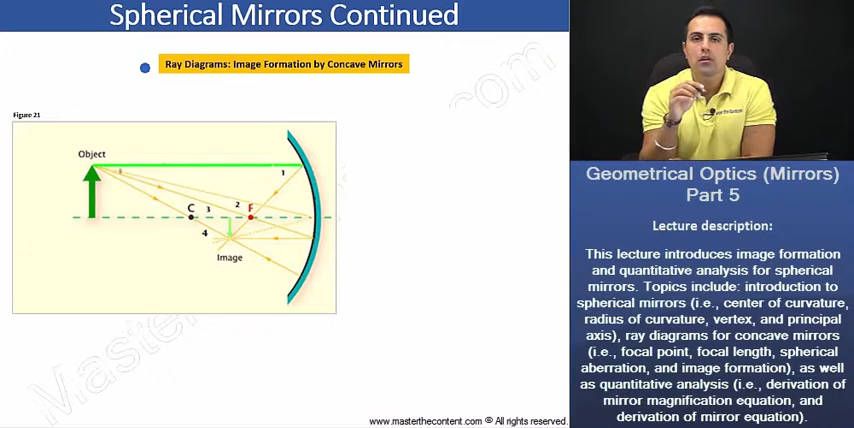 Spherical Mirrors Continued
Ray Diagrams: Image Formation by Concave Mirrors
Figure 21
Object
1
C
3
2
F
4
Image
www.masterthecontent.com ® All rights reserved.
Geometrical Optics (Mirrors)
Part 5
Lecture description:
This lecture introduces image formation
and quantitative analysis for spherical
mirrors. Topics include: introduction to
spherical mirrors (i.e., center of curvature,
radius of curvature, vertex, and principal
axis), ray diagrams for concave mirrors
(i.e., focal point, focal length, spherical
aberration, and image formation), as well
as quantitative analysis (i.e., derivation of
mirror magnification equation, and
derivation of mirror equation).